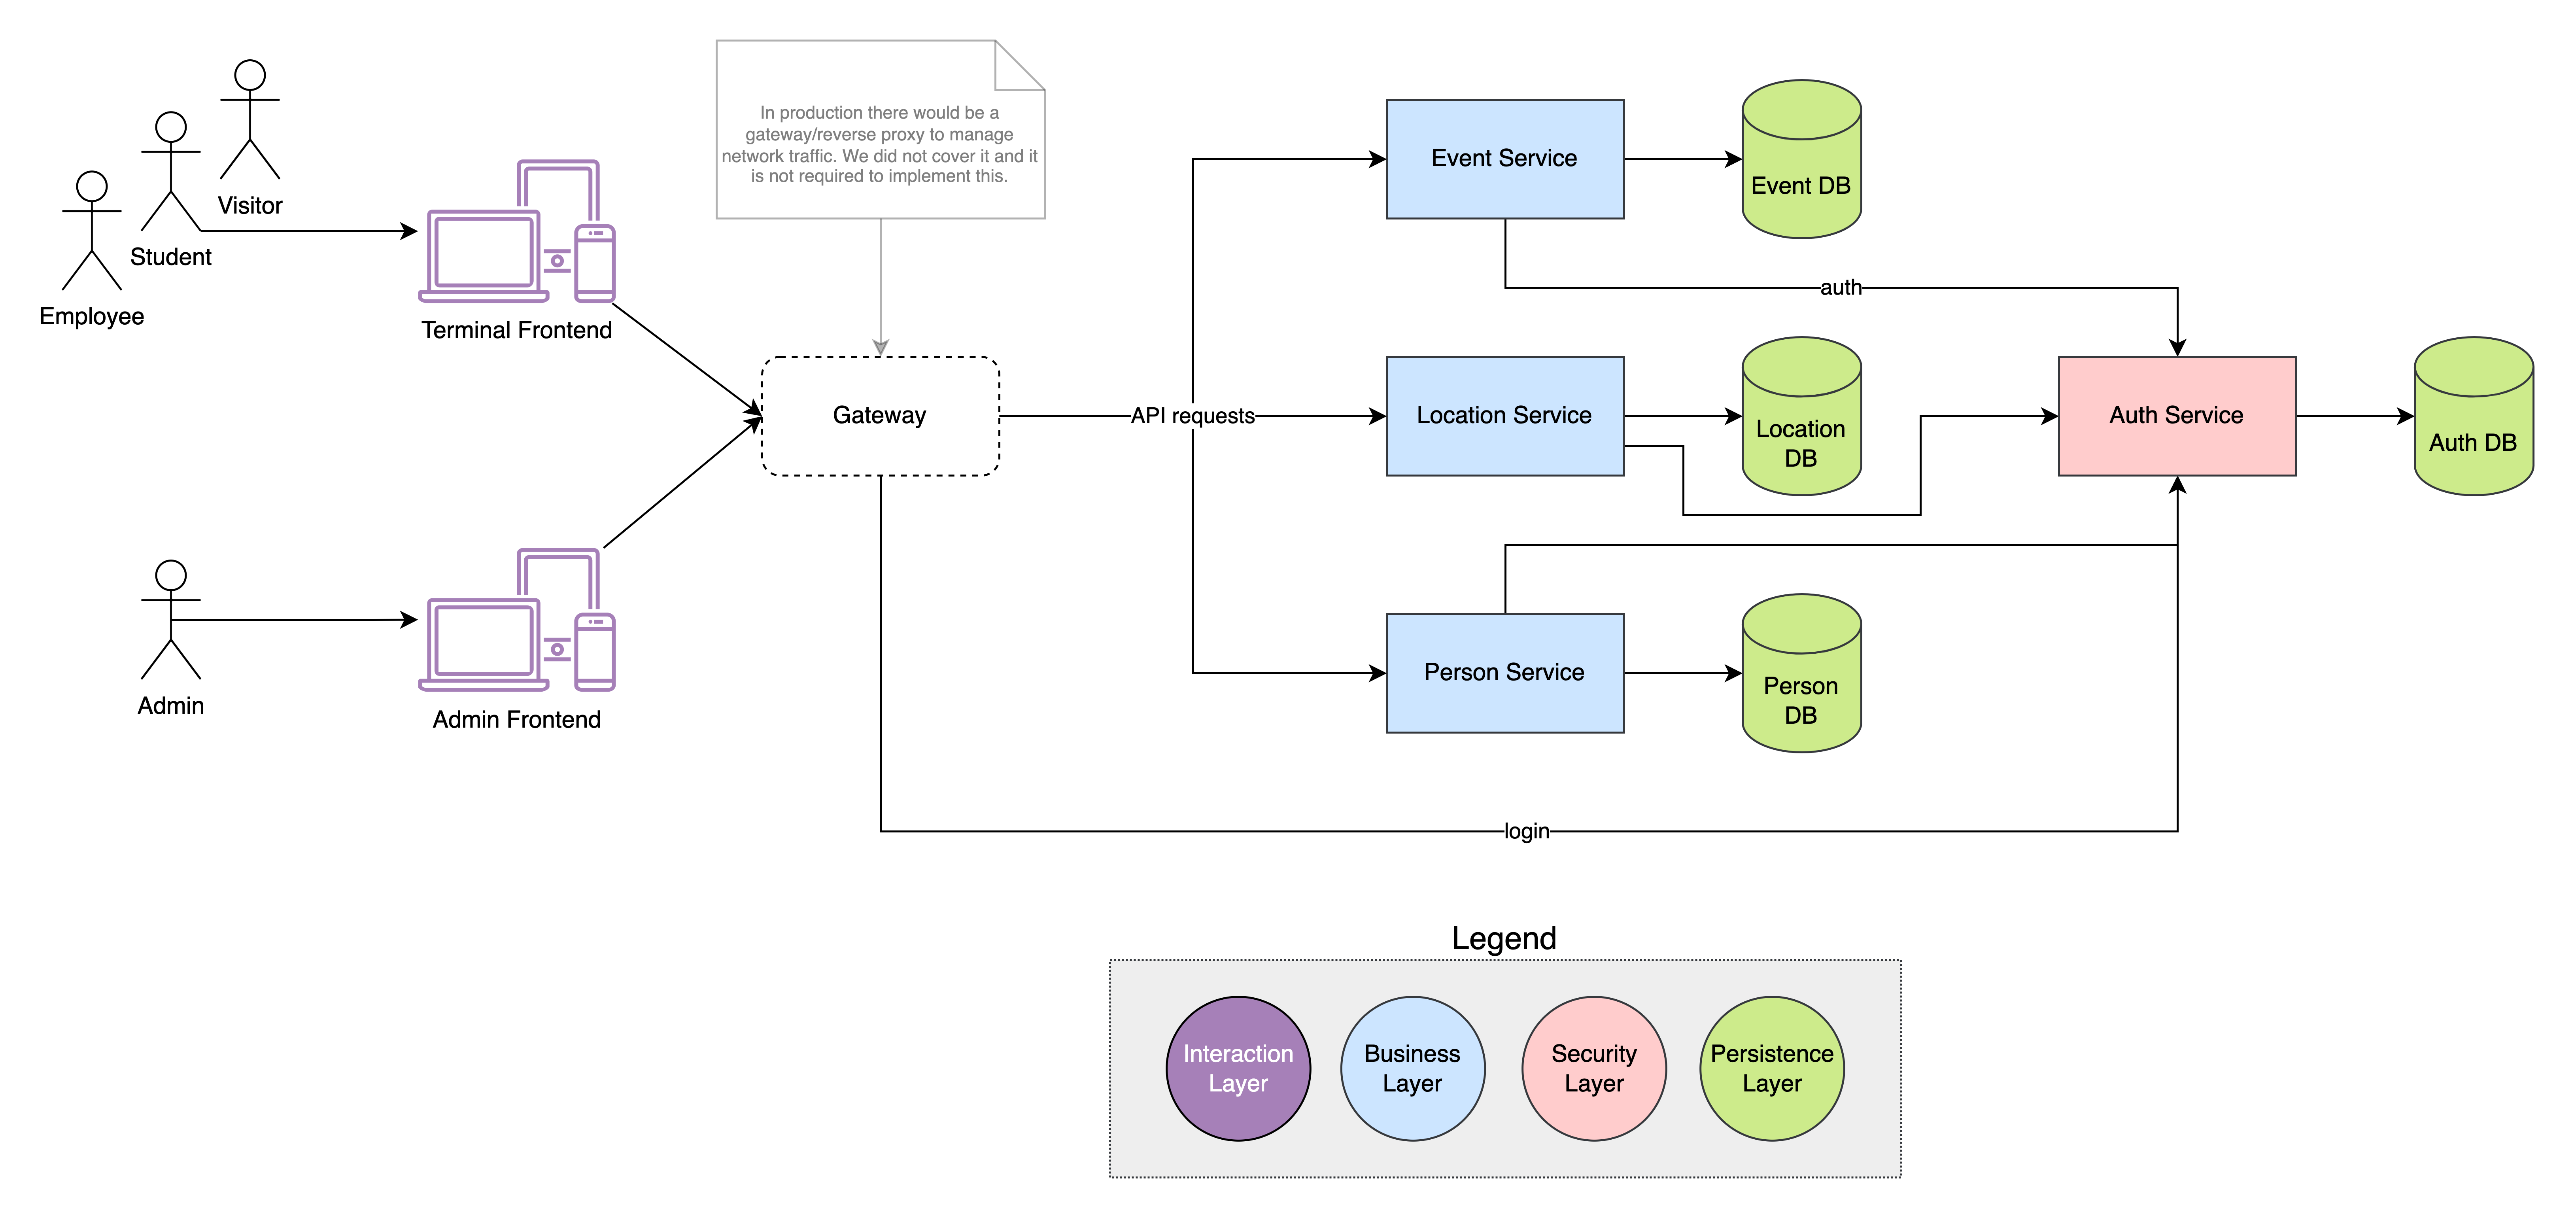 Visitor
Student
Employee
Terminal Frontend
Admin
Admin Frontend
In production there would be a
gateway/reverse proxy to manage
network traffic. We did not cover it and it
is not required to implement this.
Gateway
API requests
Event Service
Event DB
auth
Location Service
Location
DB
Auth Service
Auth DB
Person Service
Person
DB
login
Legend
Interaction
Layer
Business
Layer
Security
Layer
Persistence
Layer